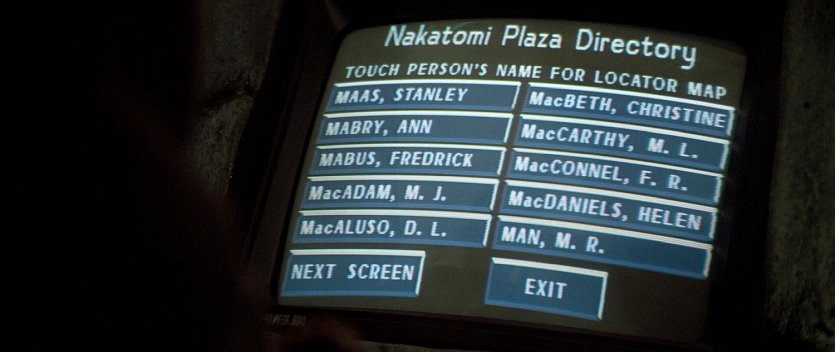 Nakatomi Plaza Directory
TOUCH PERSON'S NAME FOR LOCATOR MAP
MAAS, STANLEY
MABRY, ANN
MABUS, FREDRICK
MacADAM, M. J.
MacALUSO, D. L.
MacBETH, CHRISTINE
MacCARTHY, M. L.
MacCONNEL, F. R.
MacDANIELS, HELEN
MAN, M. R.
NEXT SCREEN
EXIT